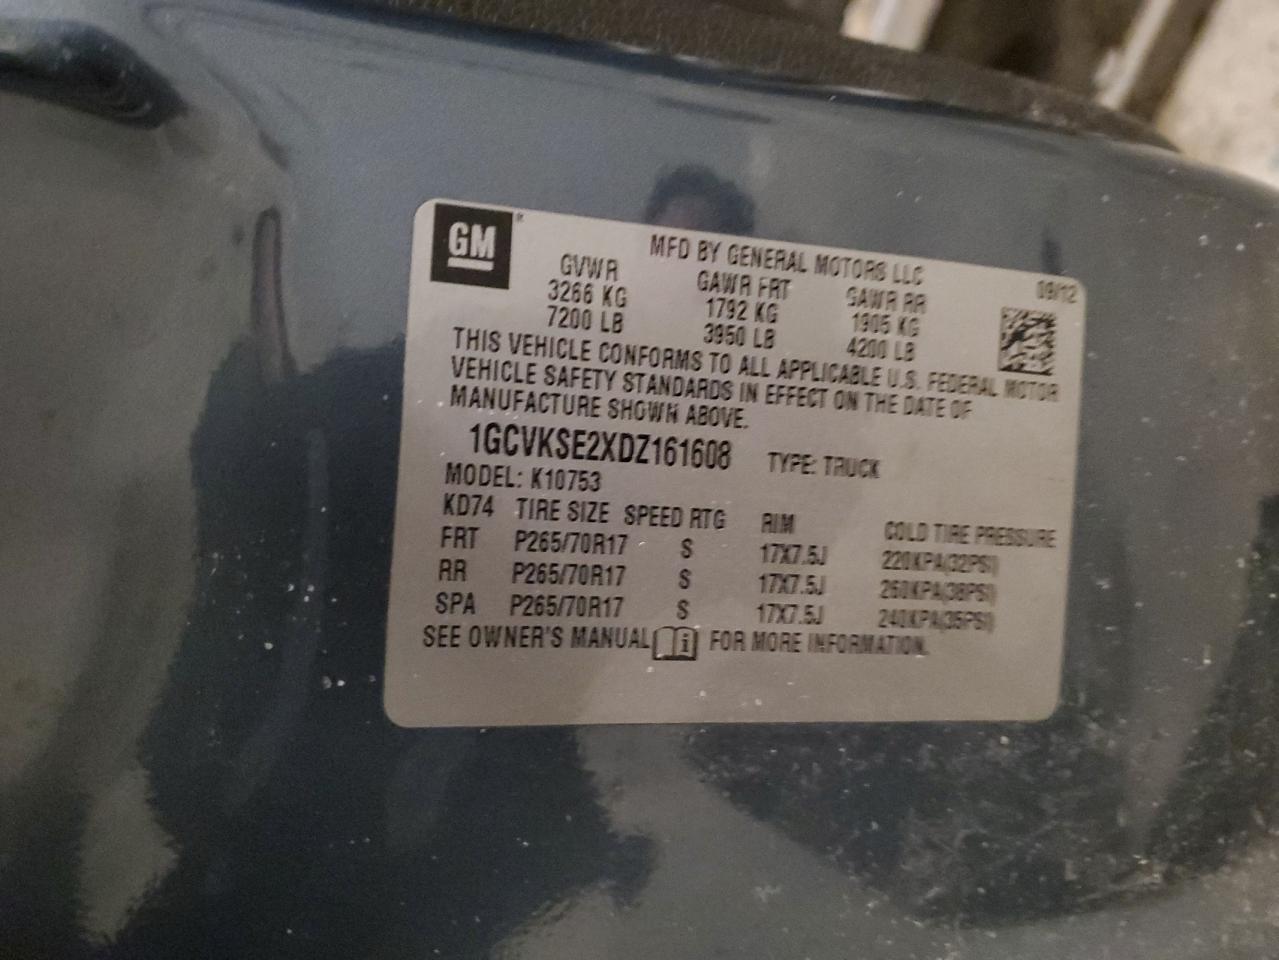 GM
MFD BY GENERAL MOTORS LLC
09/12
GVWR GAWR FRT GAWR RR
3266 KG 1792 KG 1905 KG
7200 LB 3950 LB 4200 LB
THIS VEHICLE CONFORMS TO ALL APPLICABLE U.S. FEDERAL MOTOR
VEHICLE SAFETY STANDARDS IN EFFECT ON THE DATE OF
MANUFACTURE SHOWN ABOVE.
1GCVKSE2XDZ161608 TYPE: TRUCK
MODEL: K10753
KD74 TIRE SIZE SPEED RTG RIM COLD TIRE PRESSURE
FRT P265/70R17 S 17X7.5J 220KPA(32PSI)
RR P265/70R17 S 17X7.5J 260KPA(38PSI)
SPA P265/70R17 S 17X7.5J 240KPA(35PSI)
SEE OWNER'S MANUAL FOR MORE INFORMATION.